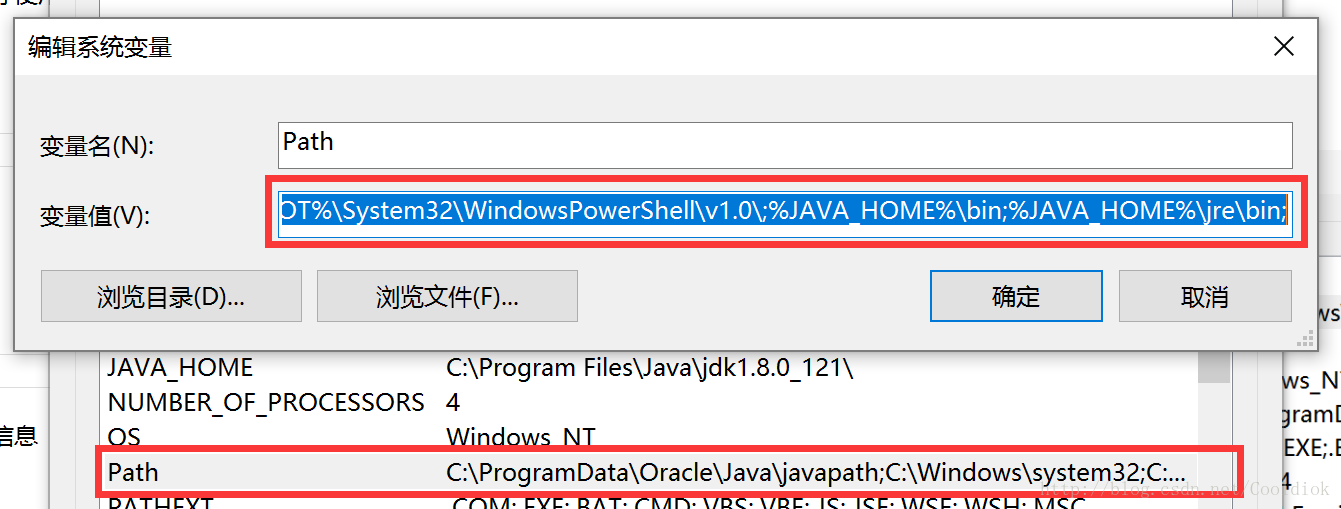 编辑系统变量
变量名(N):
Path
变量值(V):
OT%\System32\WindowsPowerShell\v1.0\;%JAVA_HOME%\bin;%JAVA_HOME%\jre\bin;
浏览目录(D)...
浏览文件(F)...
确定
取消
JAVA_HOME C:\Program Files\Java\jdk1.8.0_121\
NUMBER_OF_PROCESSORS 4
OS Windows_NT
信息
Path C:\ProgramData\Oracle\Java\javapath;C:\Windows\system32;C:...
PATHEXT .COM;.EXE;.BAT;.CMD;.VBS;.VBE;.JS;.JSE;.WSF;.WSH;.MSC
ws_N
gramD
EXE;.E
4
http://blog.csdn.net/Coordiok